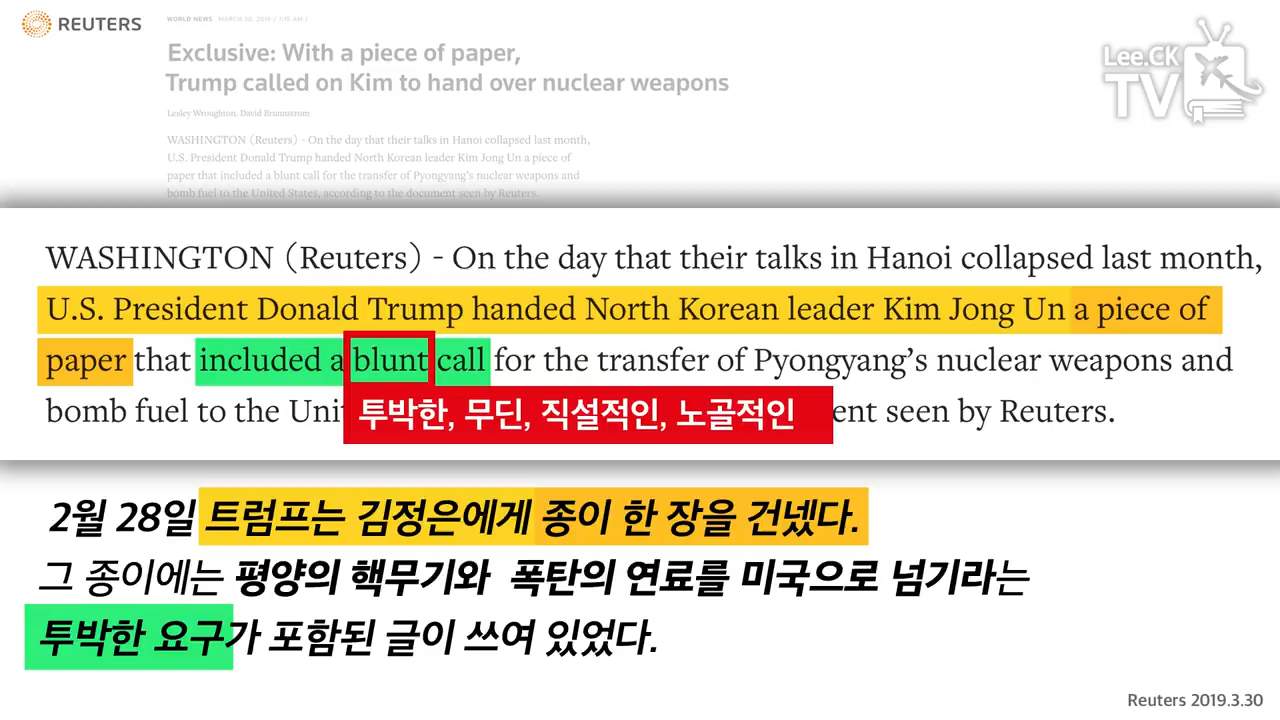 REUTERS
WORLD NEWS MARCH 30, 2019 / 7:15 AM /
Exclusive: With a piece of paper,
Trump called on Kim to hand over nuclear weapons
Lesley Wroughton, David Brunnstrom
WASHINGTON (Reuters) - On the day that their talks in Hanoi collapsed last month,
U.S. President Donald Trump handed North Korean leader Kim Jong Un a piece of
paper that included a blunt call for the transfer of Pyongyang's nuclear weapons and
bomb fuel to the United States, according to the document seen by Reuters.
Lee.CK
TV
WASHINGTON (Reuters) - On the day that their talks in Hanoi collapsed last month,
U.S. President Donald Trump handed North Korean leader Kim Jong Un a piece of
paper that included a blunt call for the transfer of Pyongyang's nuclear weapons and
bomb fuel to the Uni 투박한, 무딘, 직설적인, 노골적인 ent seen by Reuters.
2월 28일 트럼프는 김정은에게 종이 한 장을 건넸다.
그 종이에는 평양의 핵무기와 폭탄의 연료를 미국으로 넘기라는
투박한 요구가 포함된 글이 쓰여 있었다.
Reuters 2019.3.30